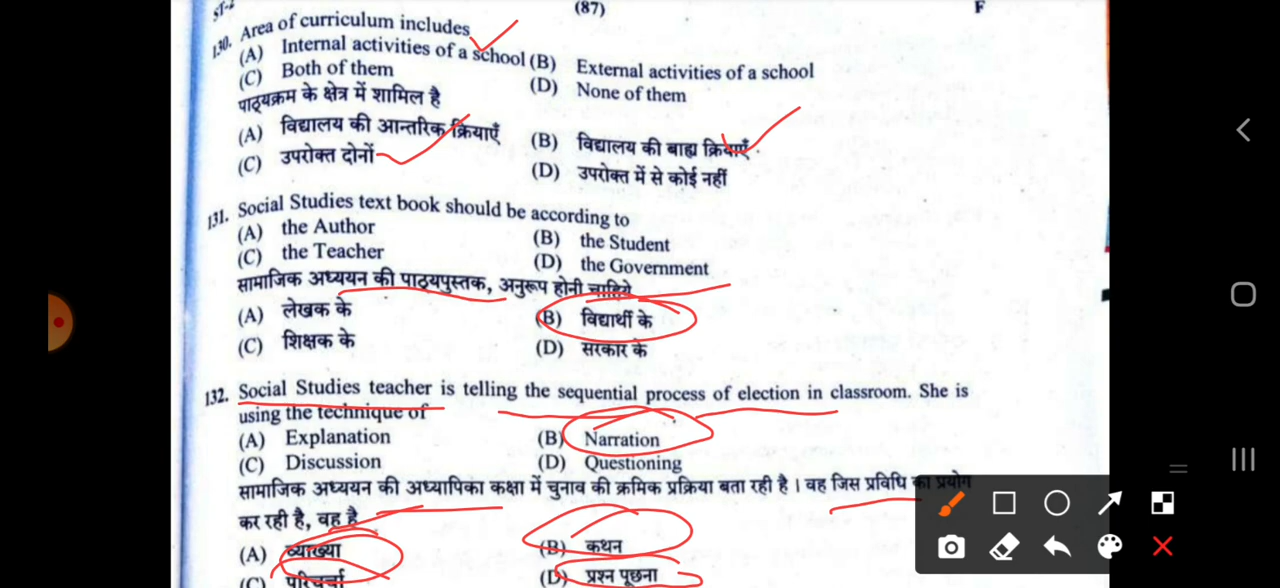 ST-2
(87)
F
130. Area of curriculum includes
(A) Internal activities of a school (B) External activities of a school
(C) Both of them (D) None of them
पाठ्यक्रम के क्षेत्र में शामिल है
(A) विद्यालय की आन्तरिक क्रियाएँ (B) विद्यालय की बाह्य क्रियाएँ
(C) उपरोक्त दोनों (D) उपरोक्त में से कोई नहीं
131. Social Studies text book should be according to
(A) the Author (B) the Student
(C) the Teacher (D) the Government
सामाजिक अध्ययन की पाठ्यपुस्तक, अनुरूप होनी चाहिये
(A) लेखक के (B) विद्यार्थी के
(C) शिक्षक के (D) सरकार के
132. Social Studies teacher is telling the sequential process of election in classroom. She is
using the technique of
(A) Explanation (B) Narration
(C) Discussion (D) Questioning
सामाजिक अध्ययन की अध्यापिका कक्षा में चुनाव की क्रमिक प्रक्रिया बता रही है। वह जिस प्रविधि का प्रयोग
कर रही है, वह है
(A) व्याख्या (B) कथन
(C) परिचर्चा (D) प्रश्न पूछना